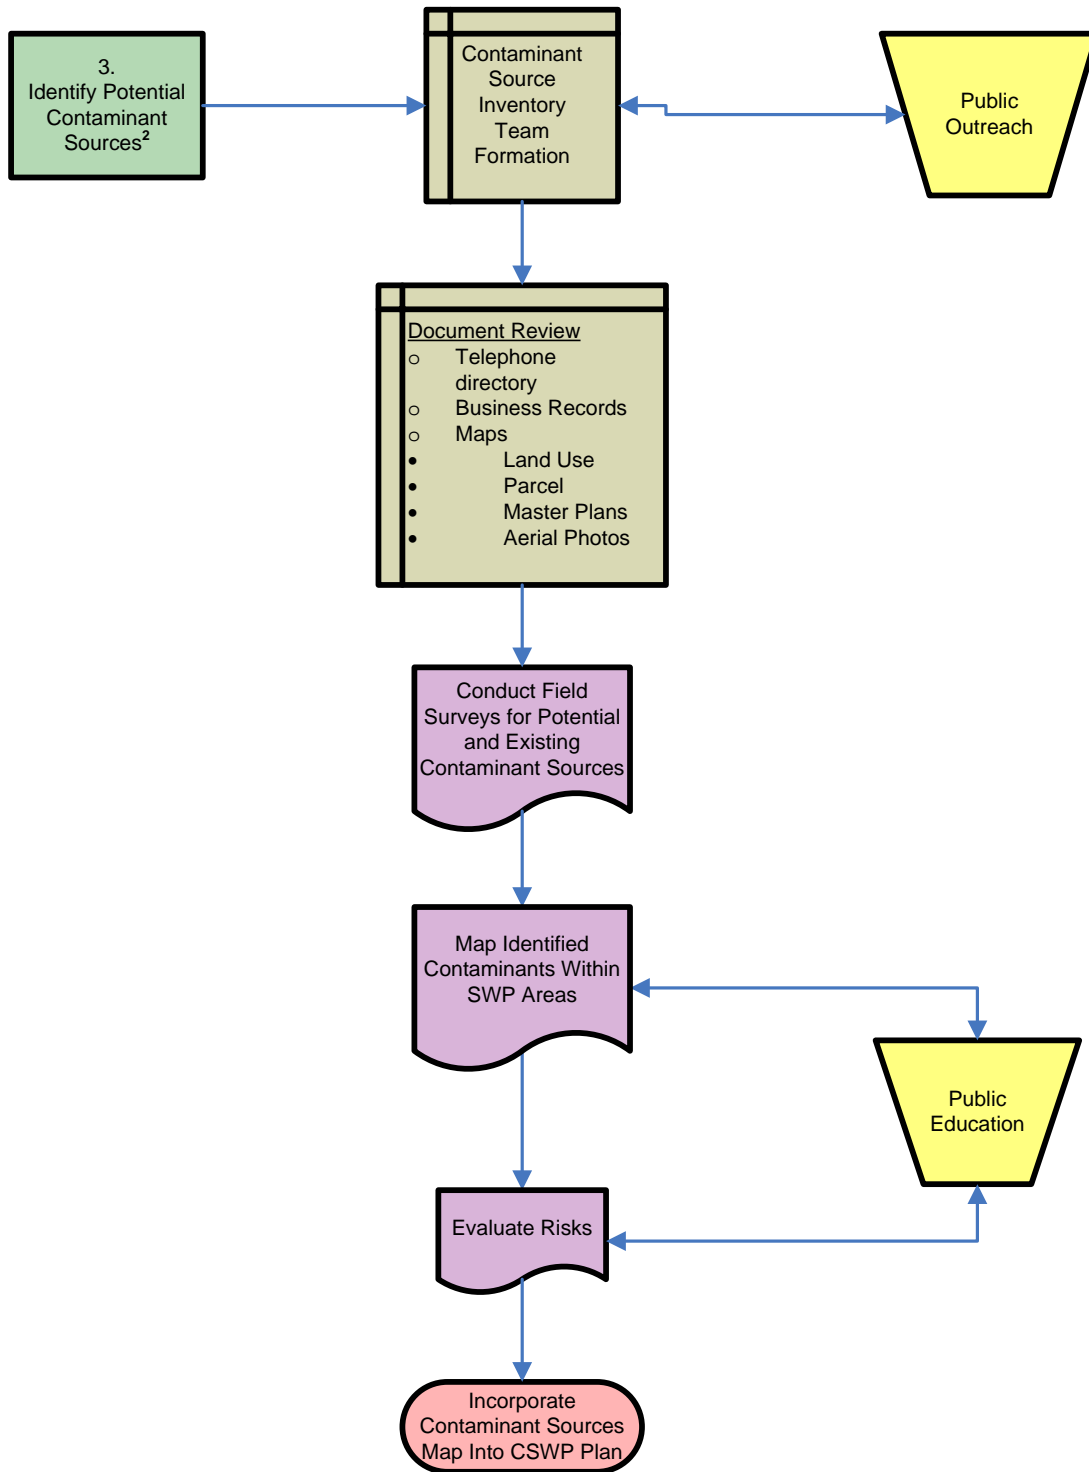 3.
Identify Potential
Contaminant
Sources²
Contaminant
Source
Inventory
Team
Formation
Public
Outreach
Document Review
o Telephone
directory
o Business Records
o Maps
• Land Use
• Parcel
• Master Plans
• Aerial Photos
Conduct Field
Surveys for Potential
and Existing
Contaminant Sources
Map Identified
Contaminants Within
SWP Areas
Public
Education
Evaluate Risks
Incorporate
Contaminant Sources
Map Into CSWP Plan